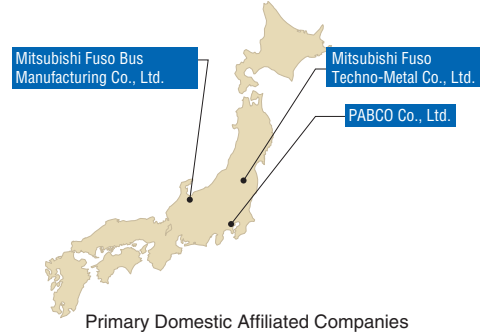 Mitsubishi Fuso Bus
Manufacturing Co., Ltd.
Mitsubishi Fuso
Techno-Metal Co., Ltd.
PABCO Co., Ltd.
Primary Domestic Affiliated Companies